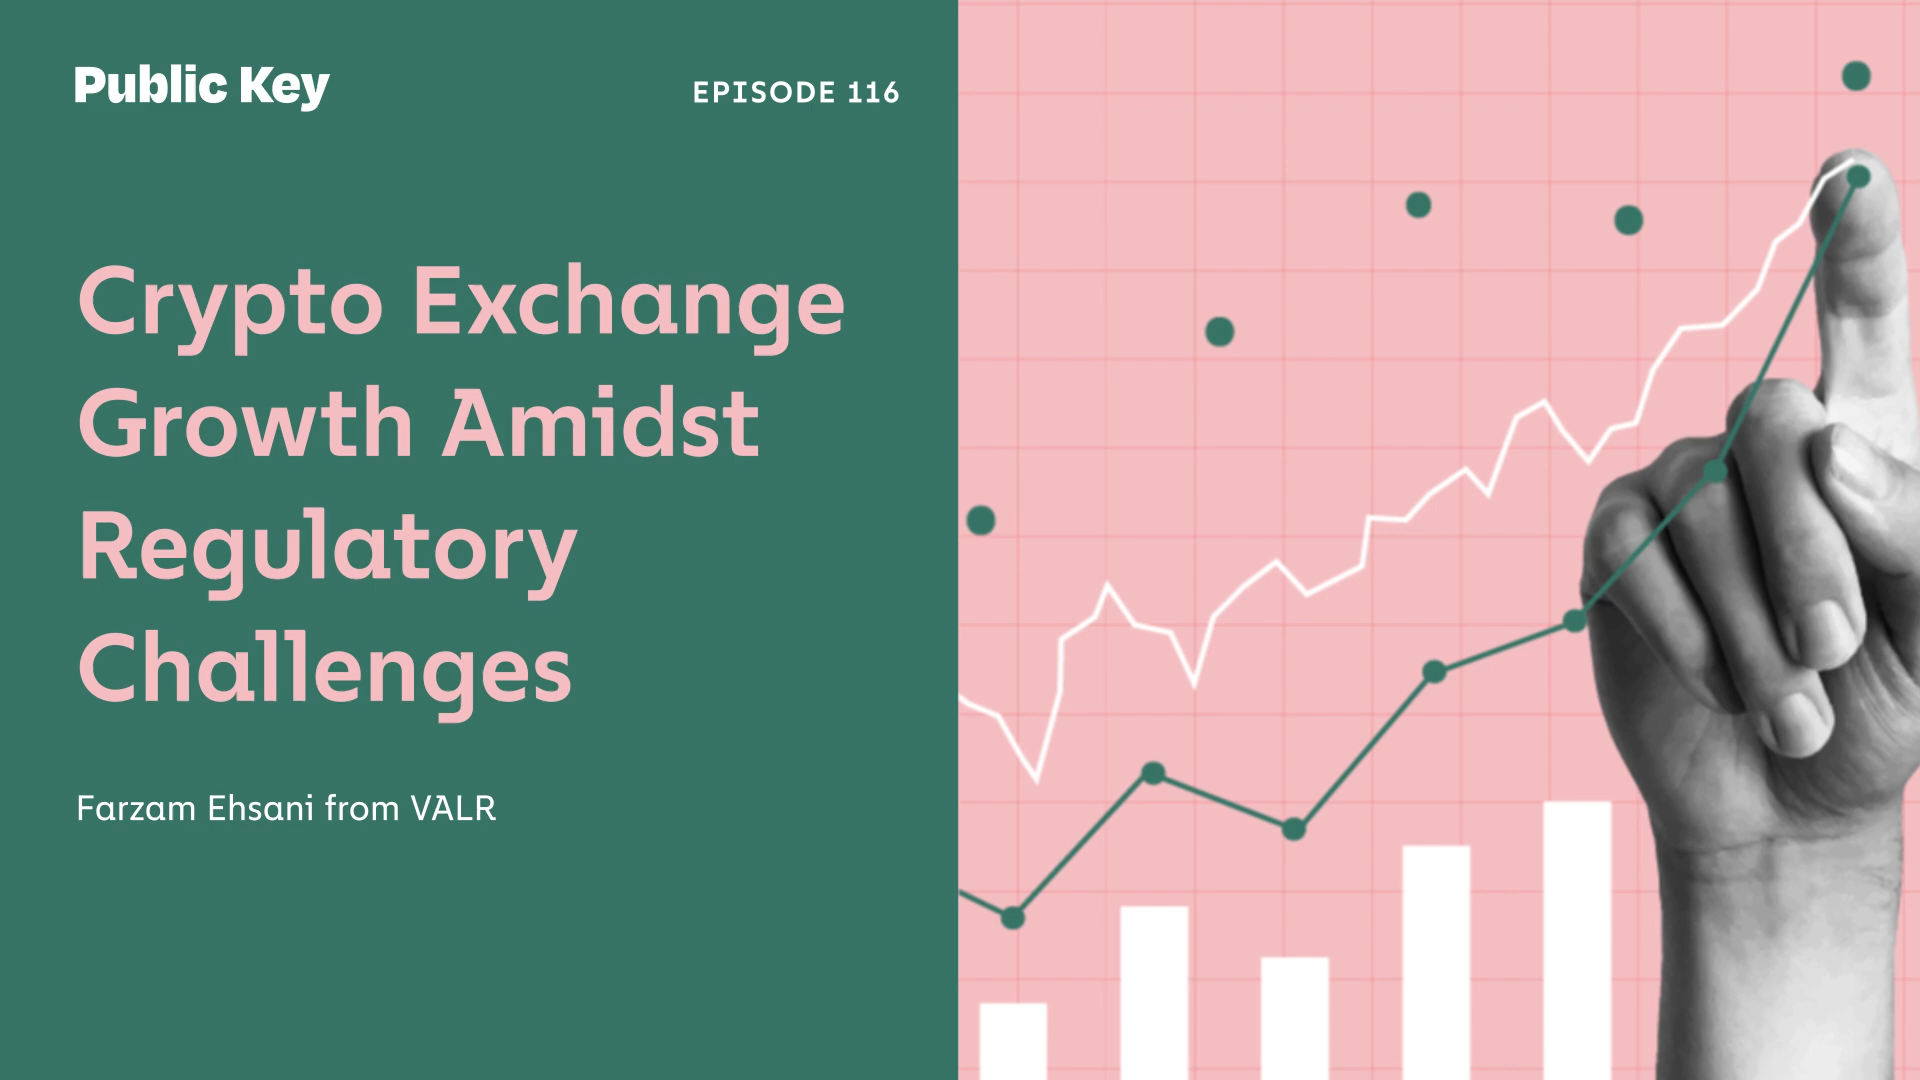 Public Key
EPISODE 116
Crypto Exchange
Growth Amidst
Regulatory
Challenges
Farzam Ehsani from VALR